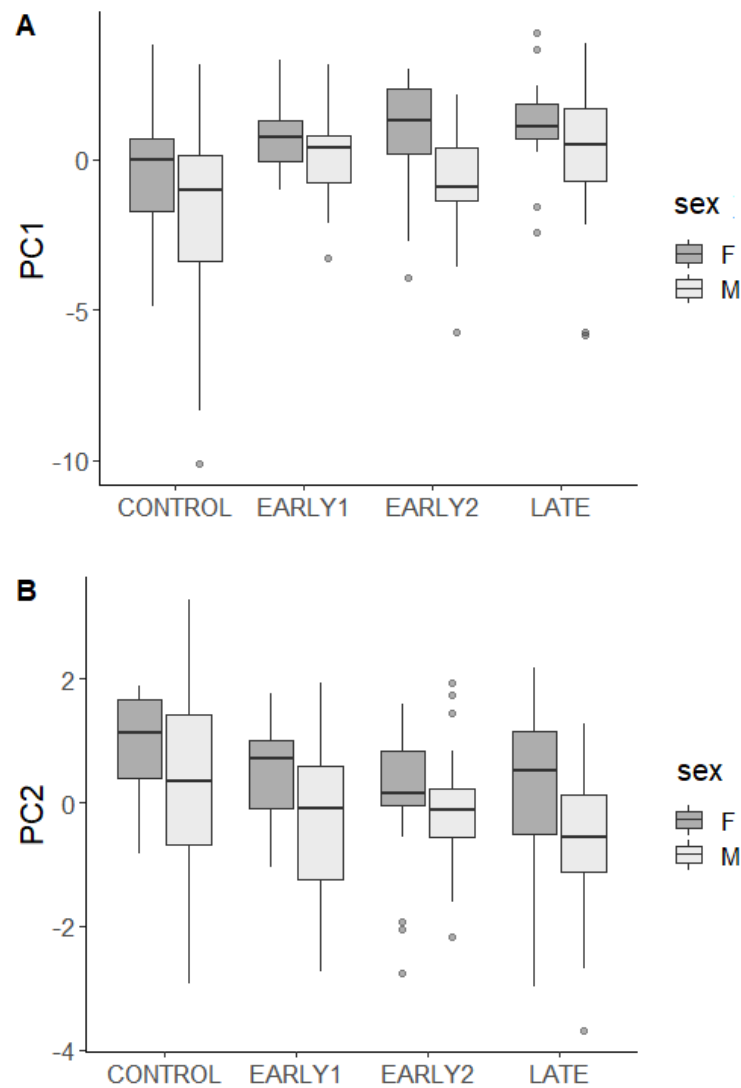 A
PC1
0
-5
-10
CONTROL EARLY1 EARLY2 LATE
sex
F
M
B
PC2
2
0
-2
-4
CONTROL EARLY1 EARLY2 LATE
sex
F
M